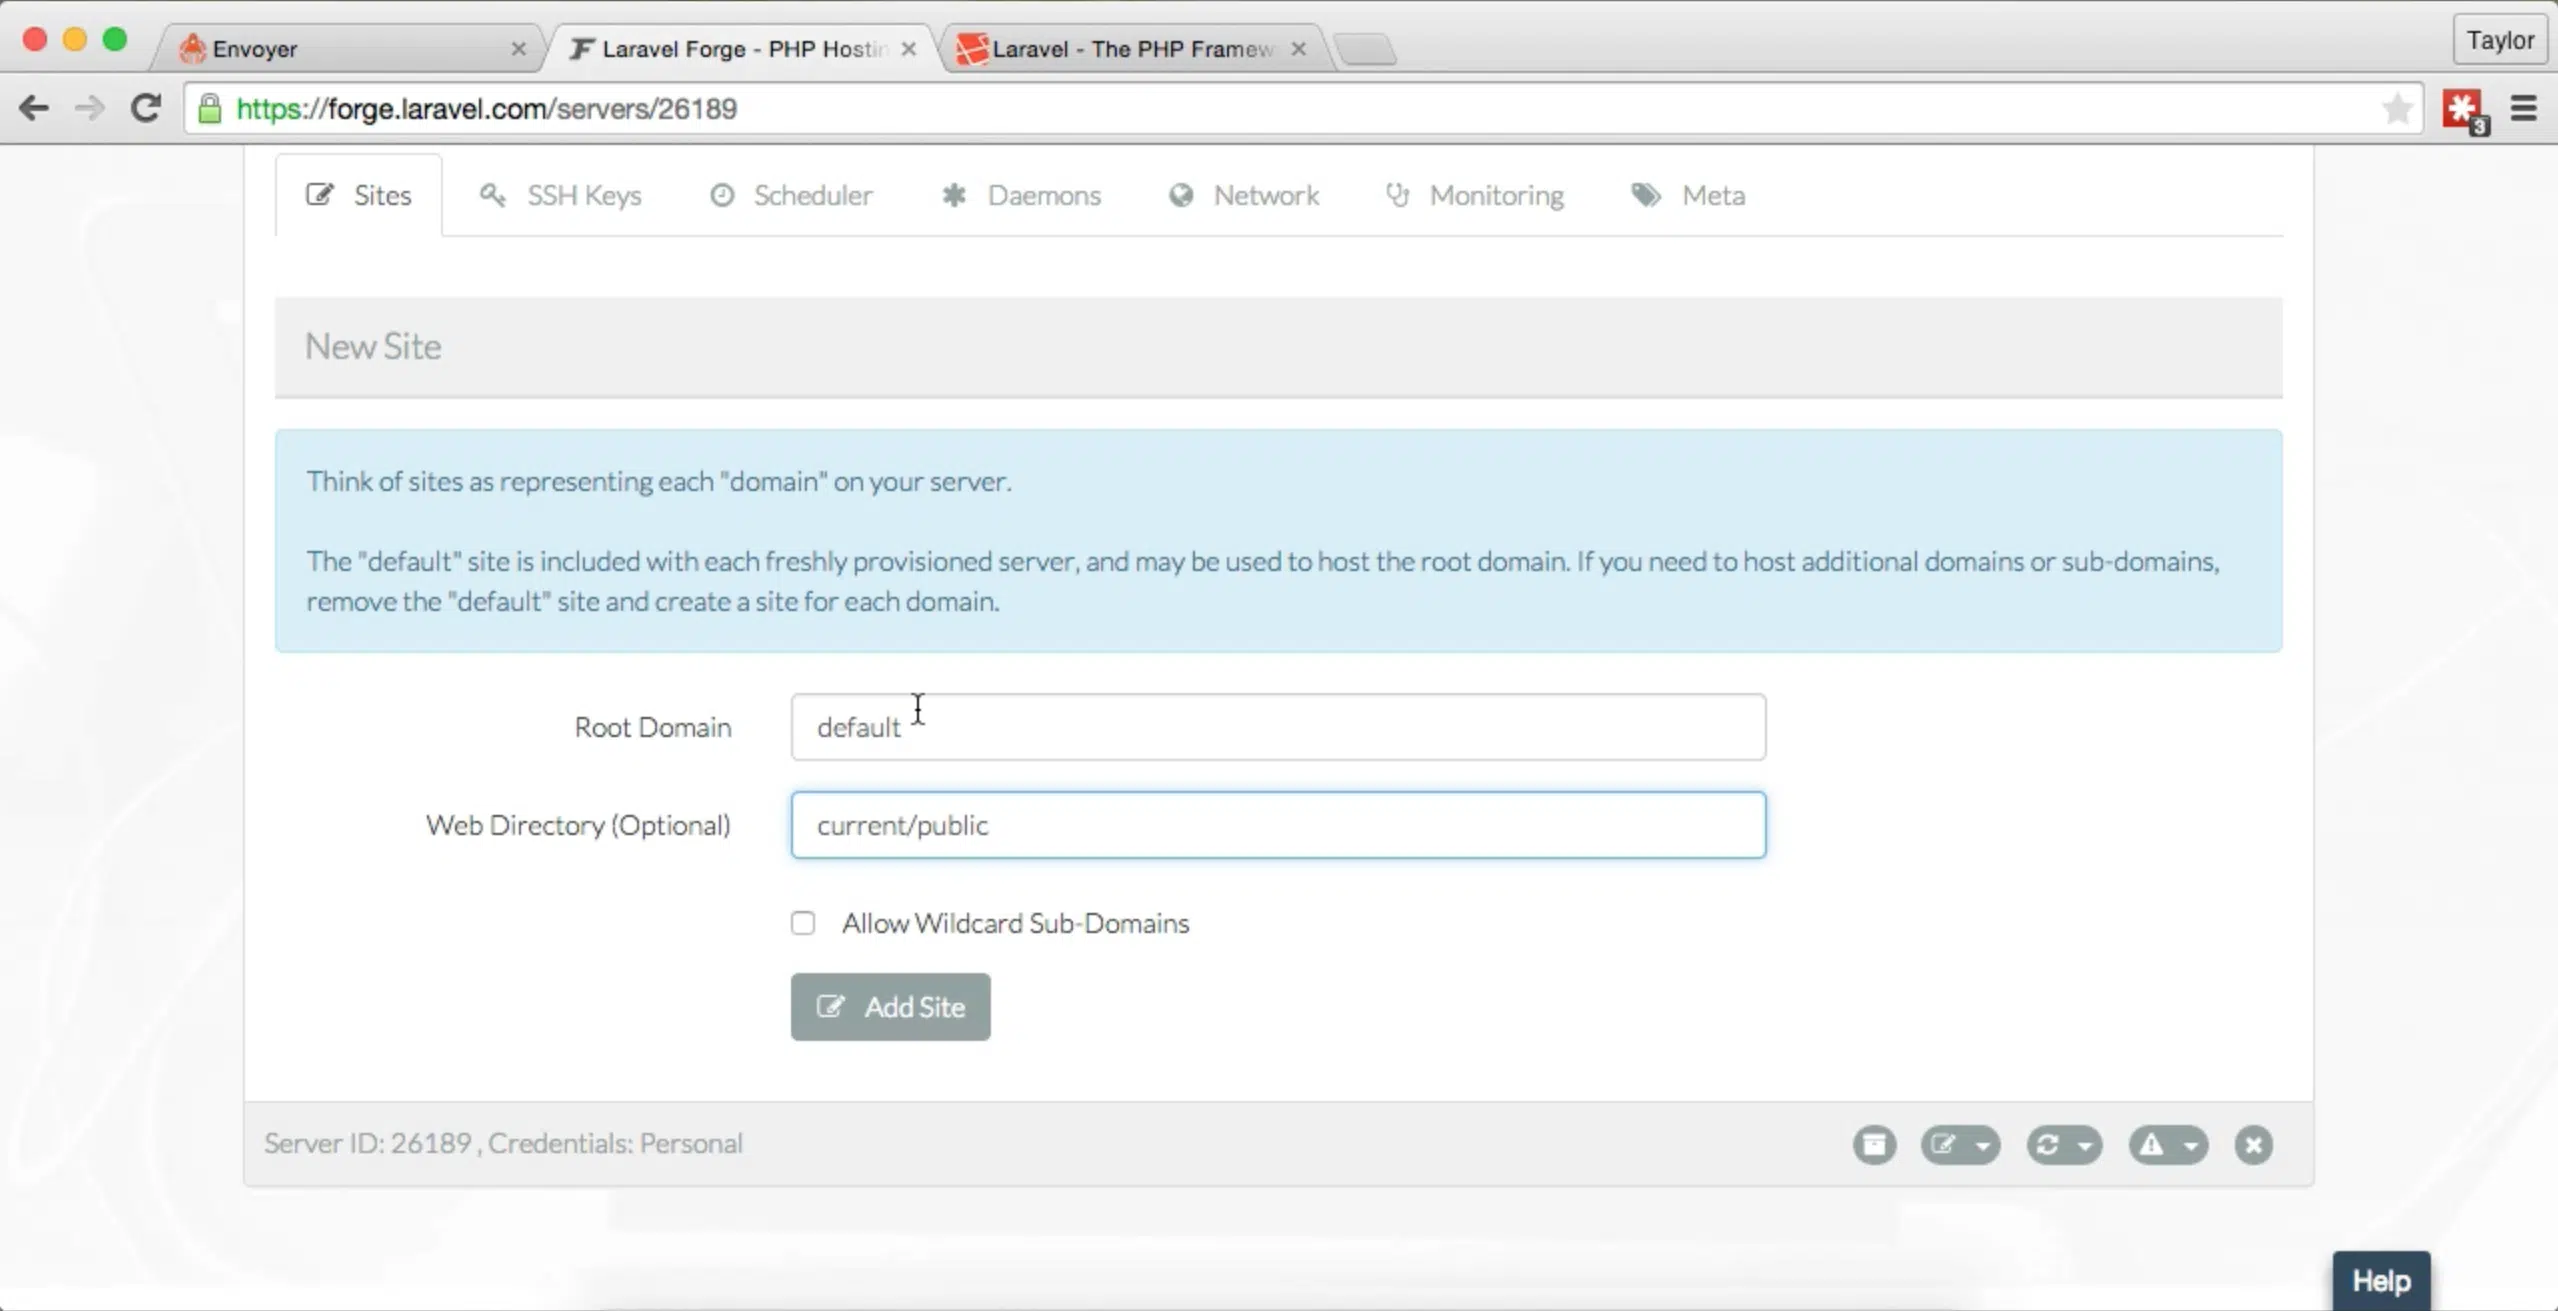 Envoyer
Laravel Forge - PHP Hostin
Laravel - The PHP Framew
Taylor
https://forge.laravel.com/servers/26189
3
Sites
SSH Keys
Scheduler
Daemons
Network
Monitoring
Meta
New Site
Think of sites as representing each "domain" on your server.
The "default" site is included with each freshly provisioned server, and may be used to host the root domain. If you need to host additional domains or sub-domains,
remove the "default" site and create a site for each domain.
Root Domain
default
Web Directory (Optional)
current/public
Allow Wildcard Sub-Domains
Add Site
Server ID: 26189 , Credentials: Personal
Help